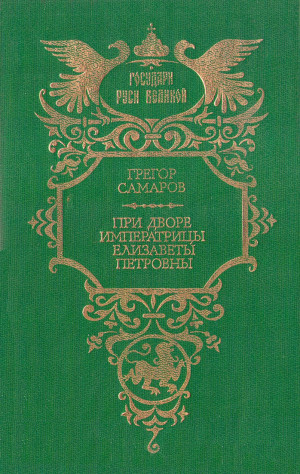 ГОСУДАРИ
РУСИ ВЕЛИКОЙ
ГРЕГОР
САМАРОВ
ПРИ ДВОРЕ
ИМПЕРАТРИЦЫ
ЕЛИЗАВЕТЫ
ПЕТРОВНЫ